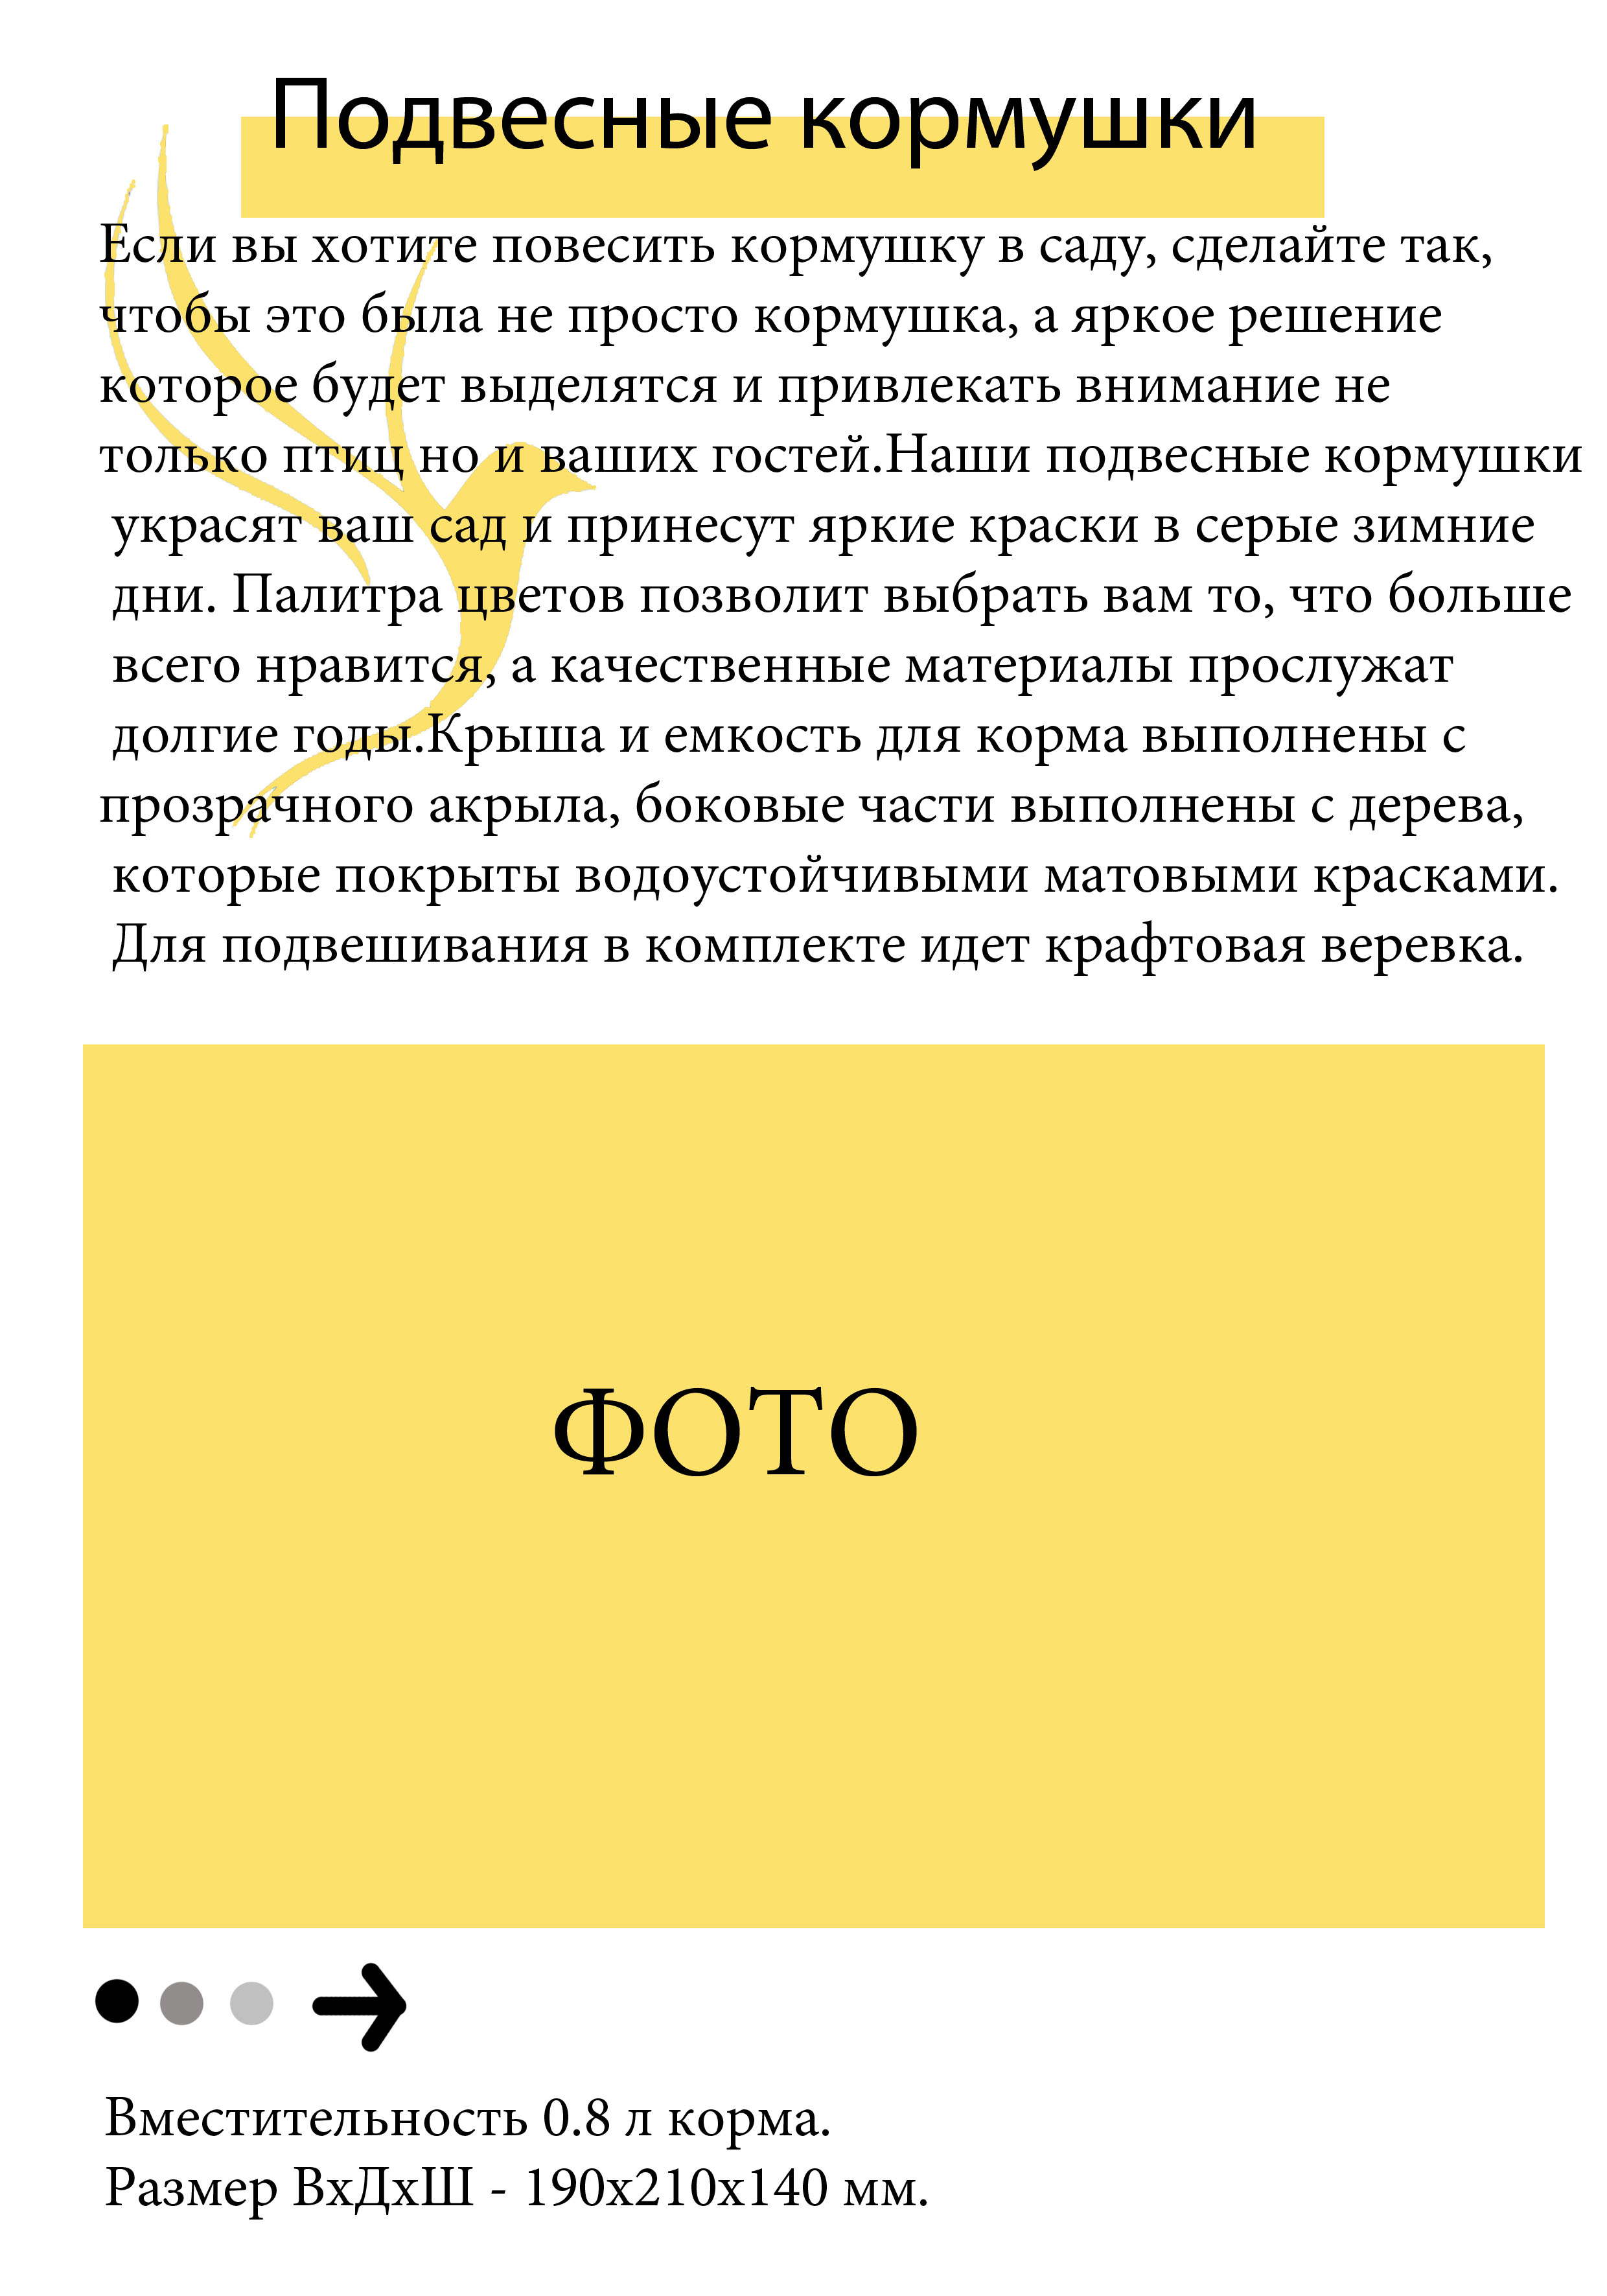 Подвесные кормушки
Если вы хотите повесить кормушку в саду, сделайте так,
чтобы это была не просто кормушка, а яркое решение
которое будет выделятся и привлекать внимание не
только птиц но и ваших гостей.Наши подвесные кормушки
украсят ваш сад и принесут яркие краски в серые зимние
дни. Палитра цветов позволит выбрать вам то, что больше
всего нравится, а качественные материалы прослужат
долгие годы.Крыша и емкость для корма выполнены с
прозрачного акрыла, боковые части выполнены с дерева,
которые покрыты водоустойчивыми матовыми красками.
Для подвешивания в комплекте идет крафтовая веревка.
ФОТО
Вместительность 0.8 л корма.
Размер ВхДхШ - 190х210х140 мм.